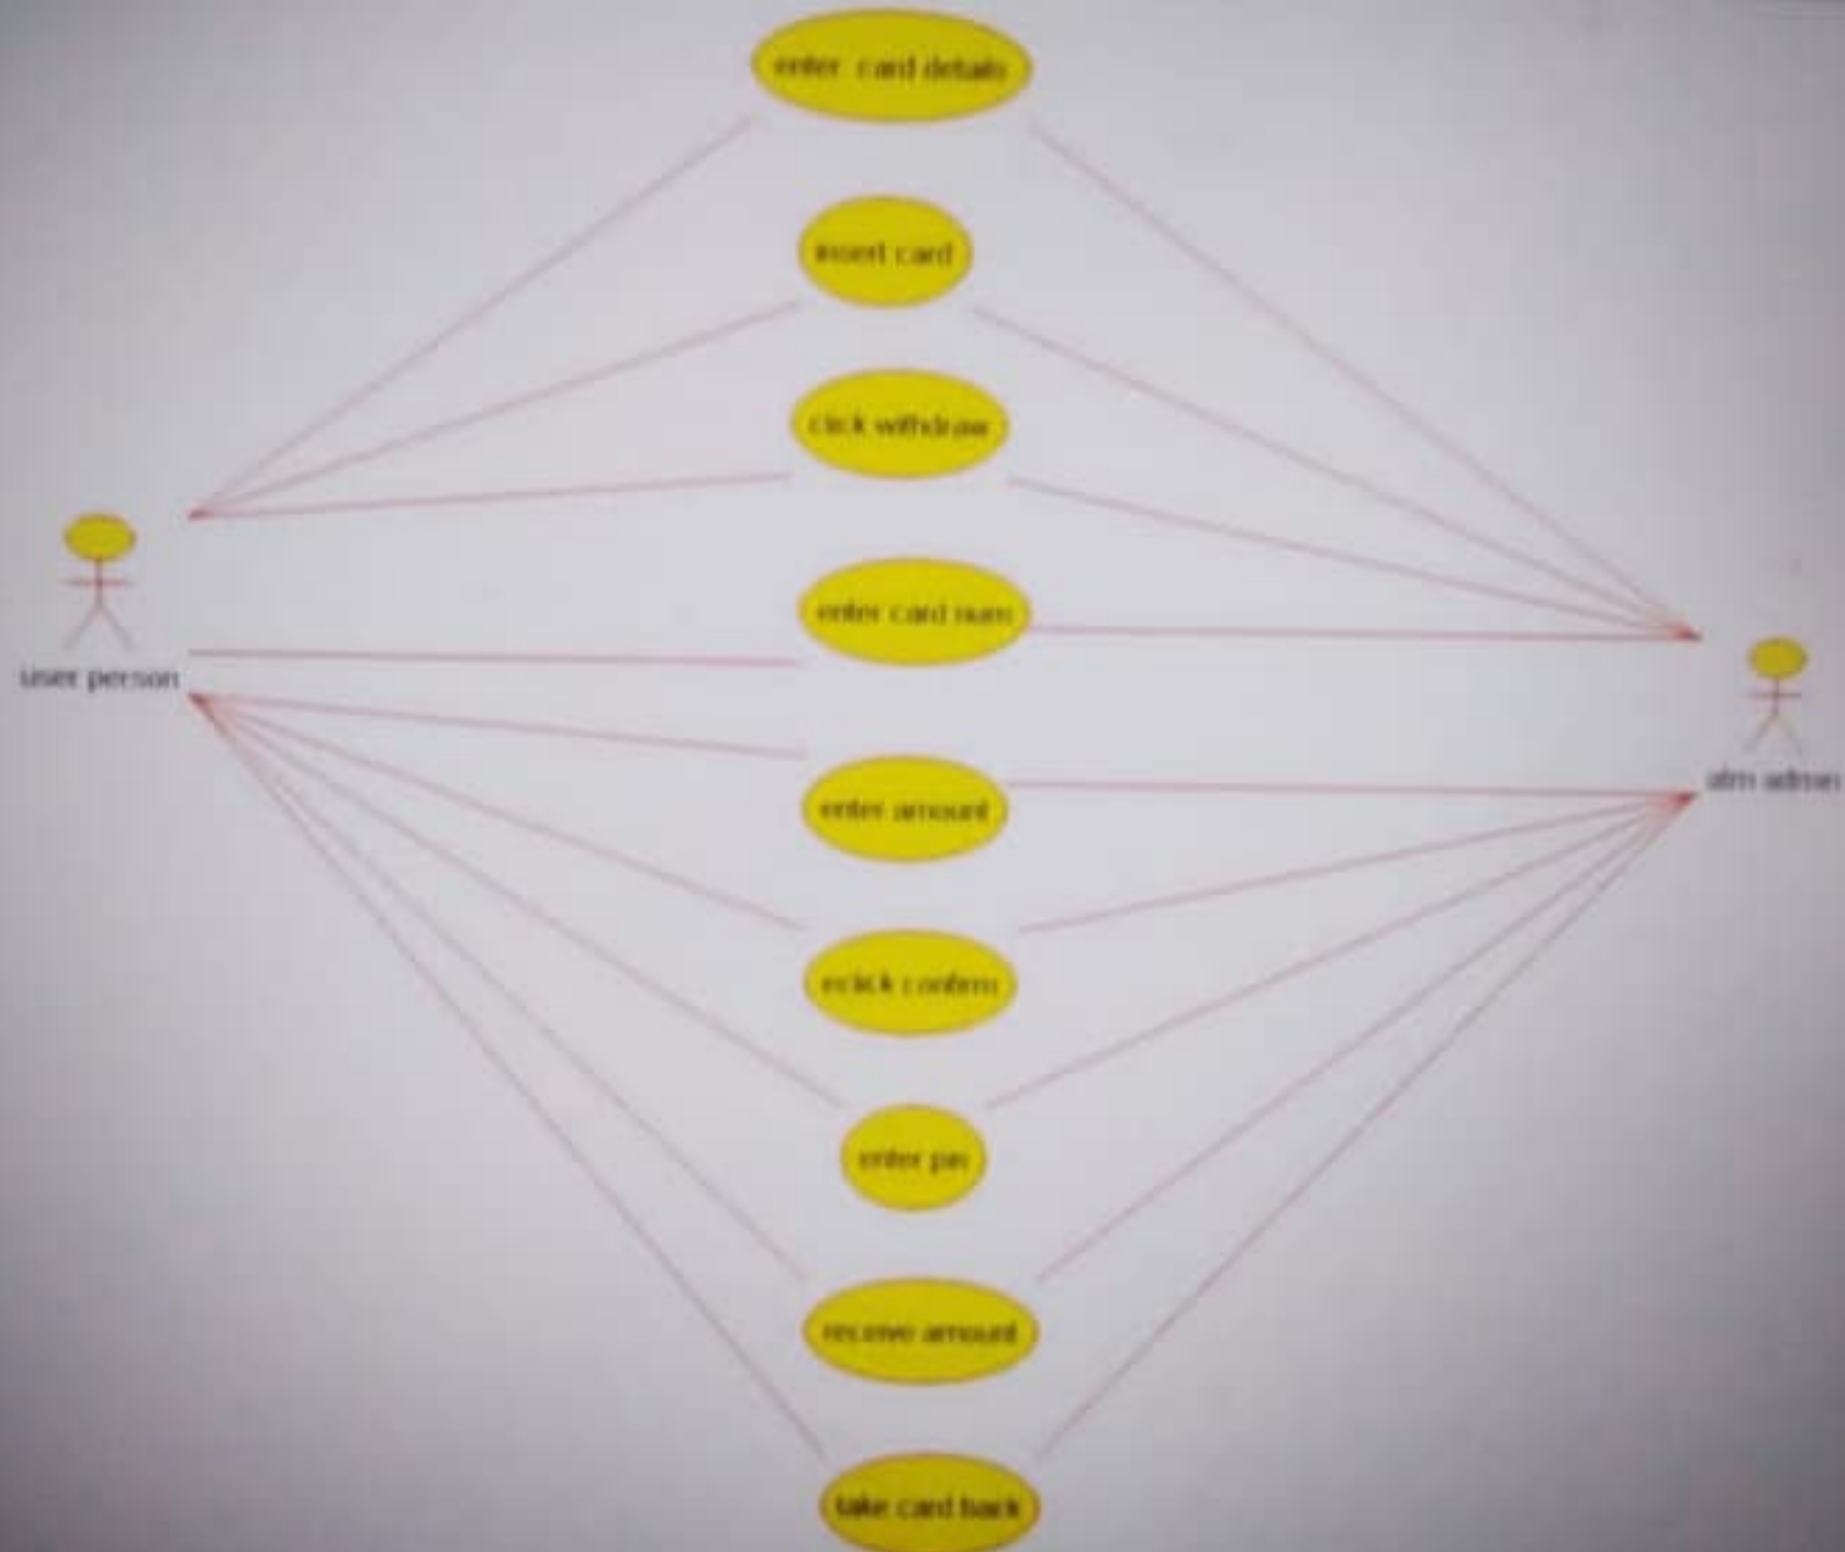 enter card details
insert card
click withdraw
enter card num
user person
atm admin
enter amount
eclick confirm
enter pin
receive amount
take card back